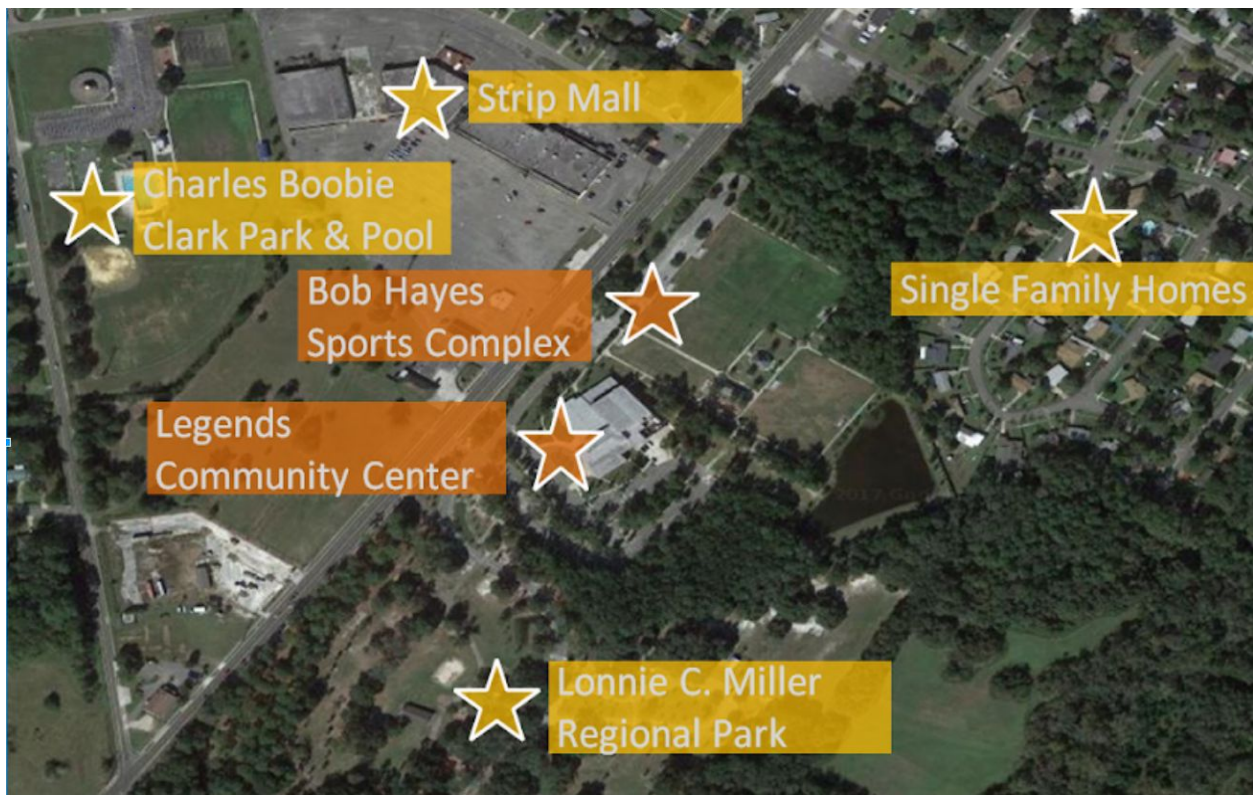 Strip Mall
Charles Boobie
Clark Park & Pool
Bob Hayes
Sports Complex
Single Family Homes
Legends
Community Center
Lonnie C. Miller
Regional Park